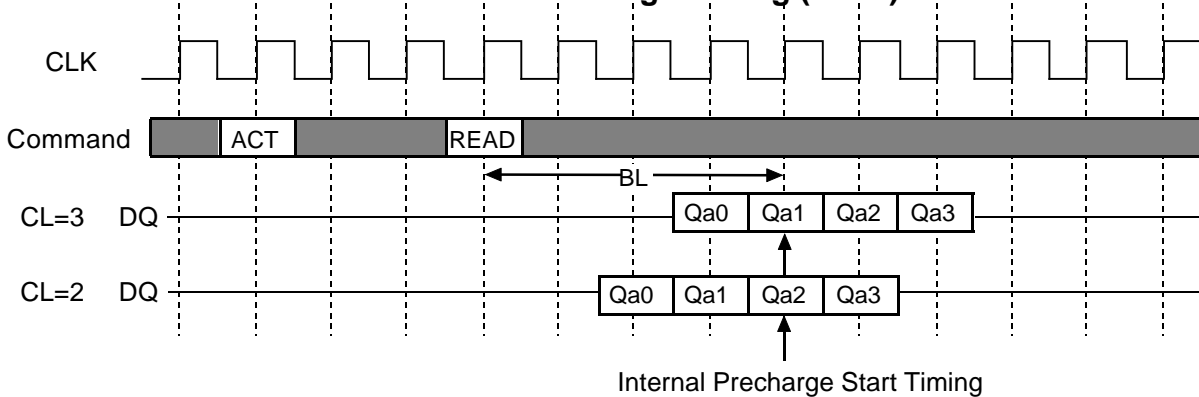 CLK
Command ACT READ
BL
CL=3 DQ Qa0 Qa1 Qa2 Qa3
CL=2 DQ Qa0 Qa1 Qa2 Qa3
Internal Precharge Start Timing